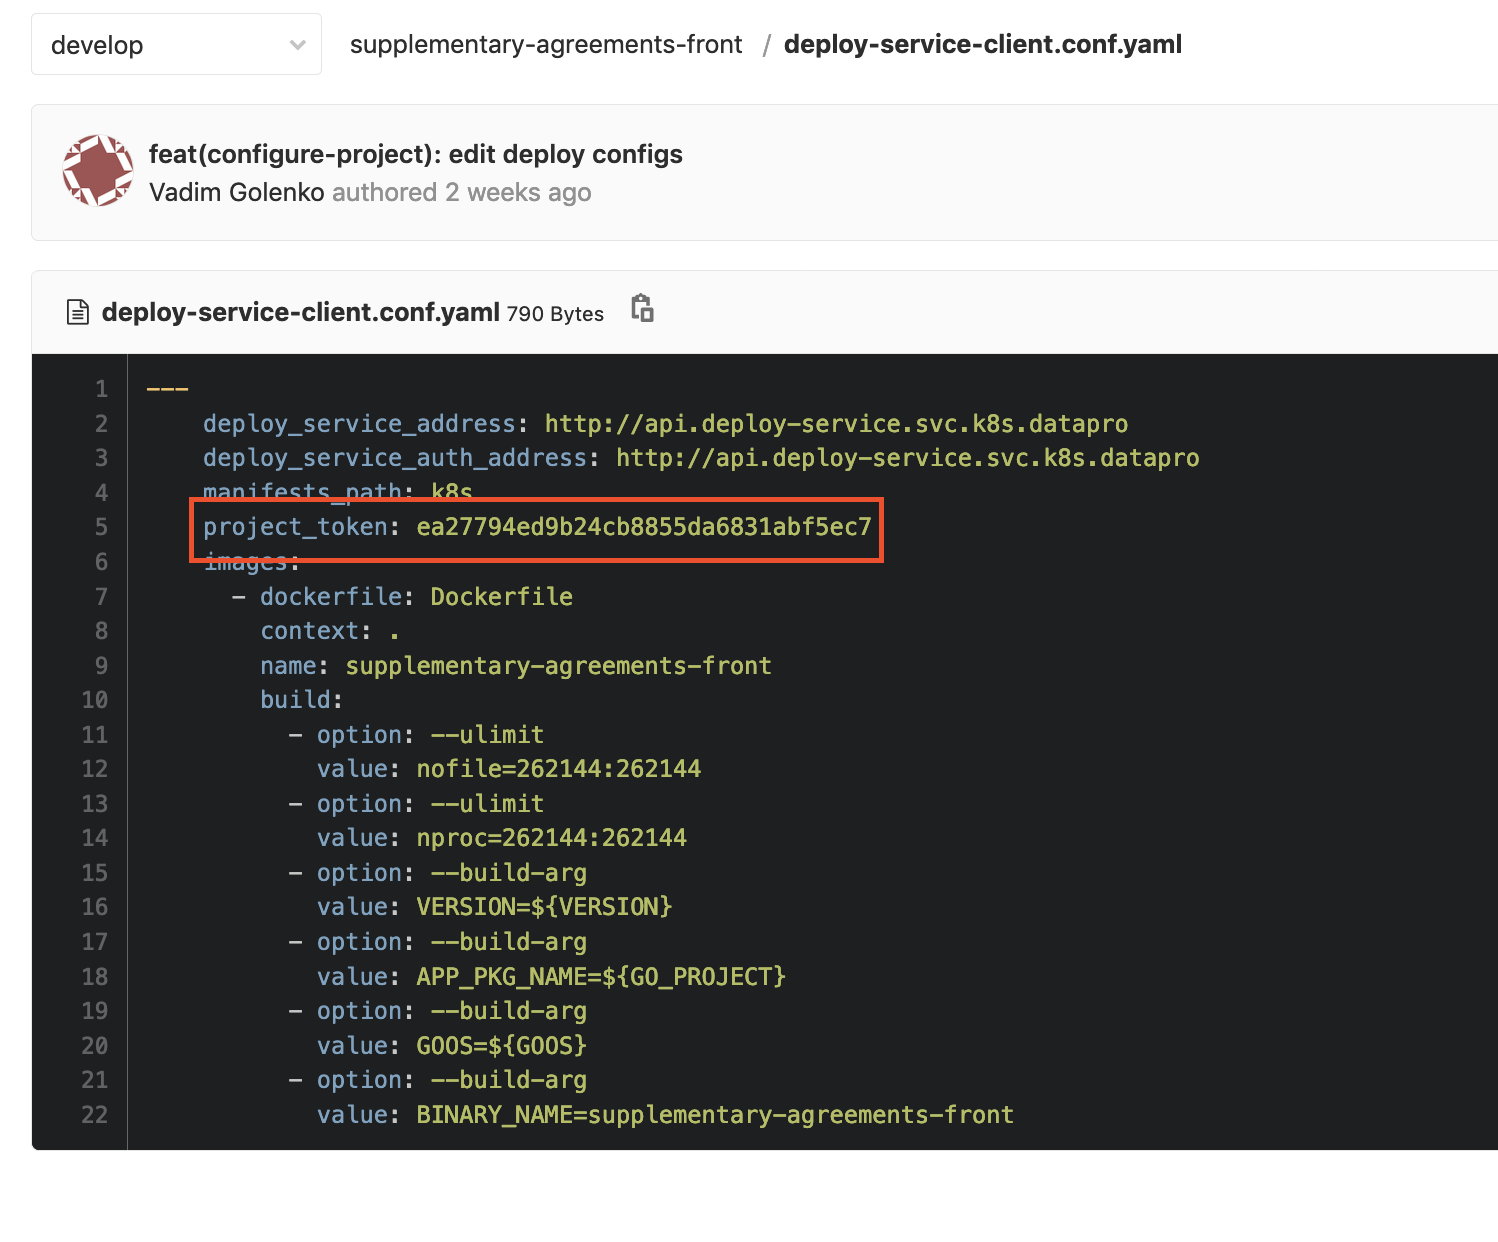 develop
supplementary-agreements-front / deploy-service-client.conf.yaml
feat(configure-project): edit deploy configs
Vadim Golenko authored 2 weeks ago
deploy-service-client.conf.yaml 790 Bytes
1 ---
2 deploy_service_address: http://api.deploy-service.svc.k8s.datapro
3 deploy_service_auth_address: http://api.deploy-service.svc.k8s.datapro
4 manifests_path: k8s
5 project_token: ea27794ed9b24cb8855da6831abf5ec7
6 images:
7 - dockerfile: Dockerfile
8 context: .
9 name: supplementary-agreements-front
10 build:
11 - option: --ulimit
12 value: nofile=262144:262144
13 - option: --ulimit
14 value: nproc=262144:262144
15 - option: --build-arg
16 value: VERSION=${VERSION}
17 - option: --build-arg
18 value: APP_PKG_NAME=${GO_PROJECT}
19 - option: --build-arg
20 value: GOOS=${GOOS}
21 - option: --build-arg
22 value: BINARY_NAME=supplementary-agreements-front